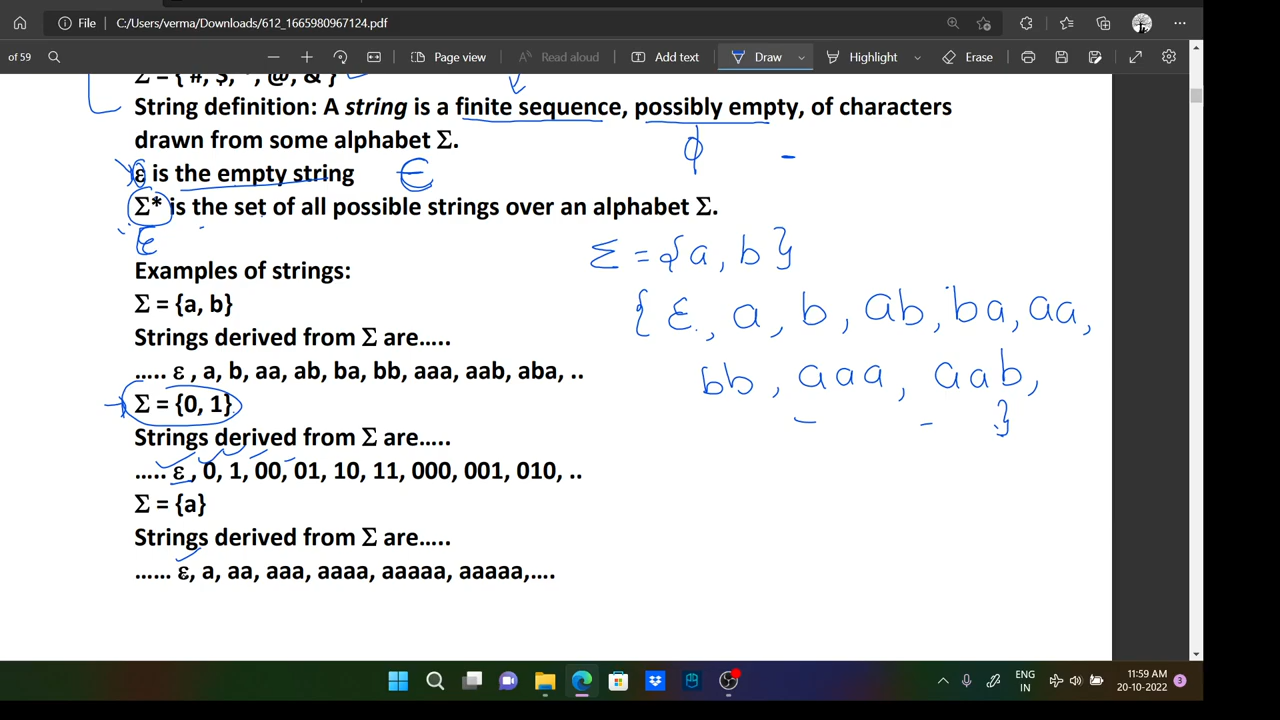 File C:/Users/verma/Downloads/612_1665980967124.pdf
of 59 Page view Read aloud Add text Draw Highlight Erase
Σ = { #, $, *, @, & }
String definition: A string is a finite sequence, possibly empty, of characters
drawn from some alphabet Σ.
ϕ
ε is the empty string
ϵ
Σ* is the set of all possible strings over an alphabet Σ.
ε
Σ = {a, b}
Examples of strings:
Σ = {a, b}
{ ε, a, b, ab, ba, aa,
Strings derived from Σ are…..
….. ε , a, b, aa, ab, ba, bb, aaa, aab, aba, ..
bb, aaa, aab,
}
Σ = {0, 1}
Strings derived from Σ are…..
….. ε , 0, 1, 00, 01, 10, 11, 000, 001, 010, ..
Σ = {a}
Strings derived from Σ are…..
…… ε, a, aa, aaa, aaaa, aaaaa, aaaaa,….
ENG
IN
11:59 AM
20-10-2022
3